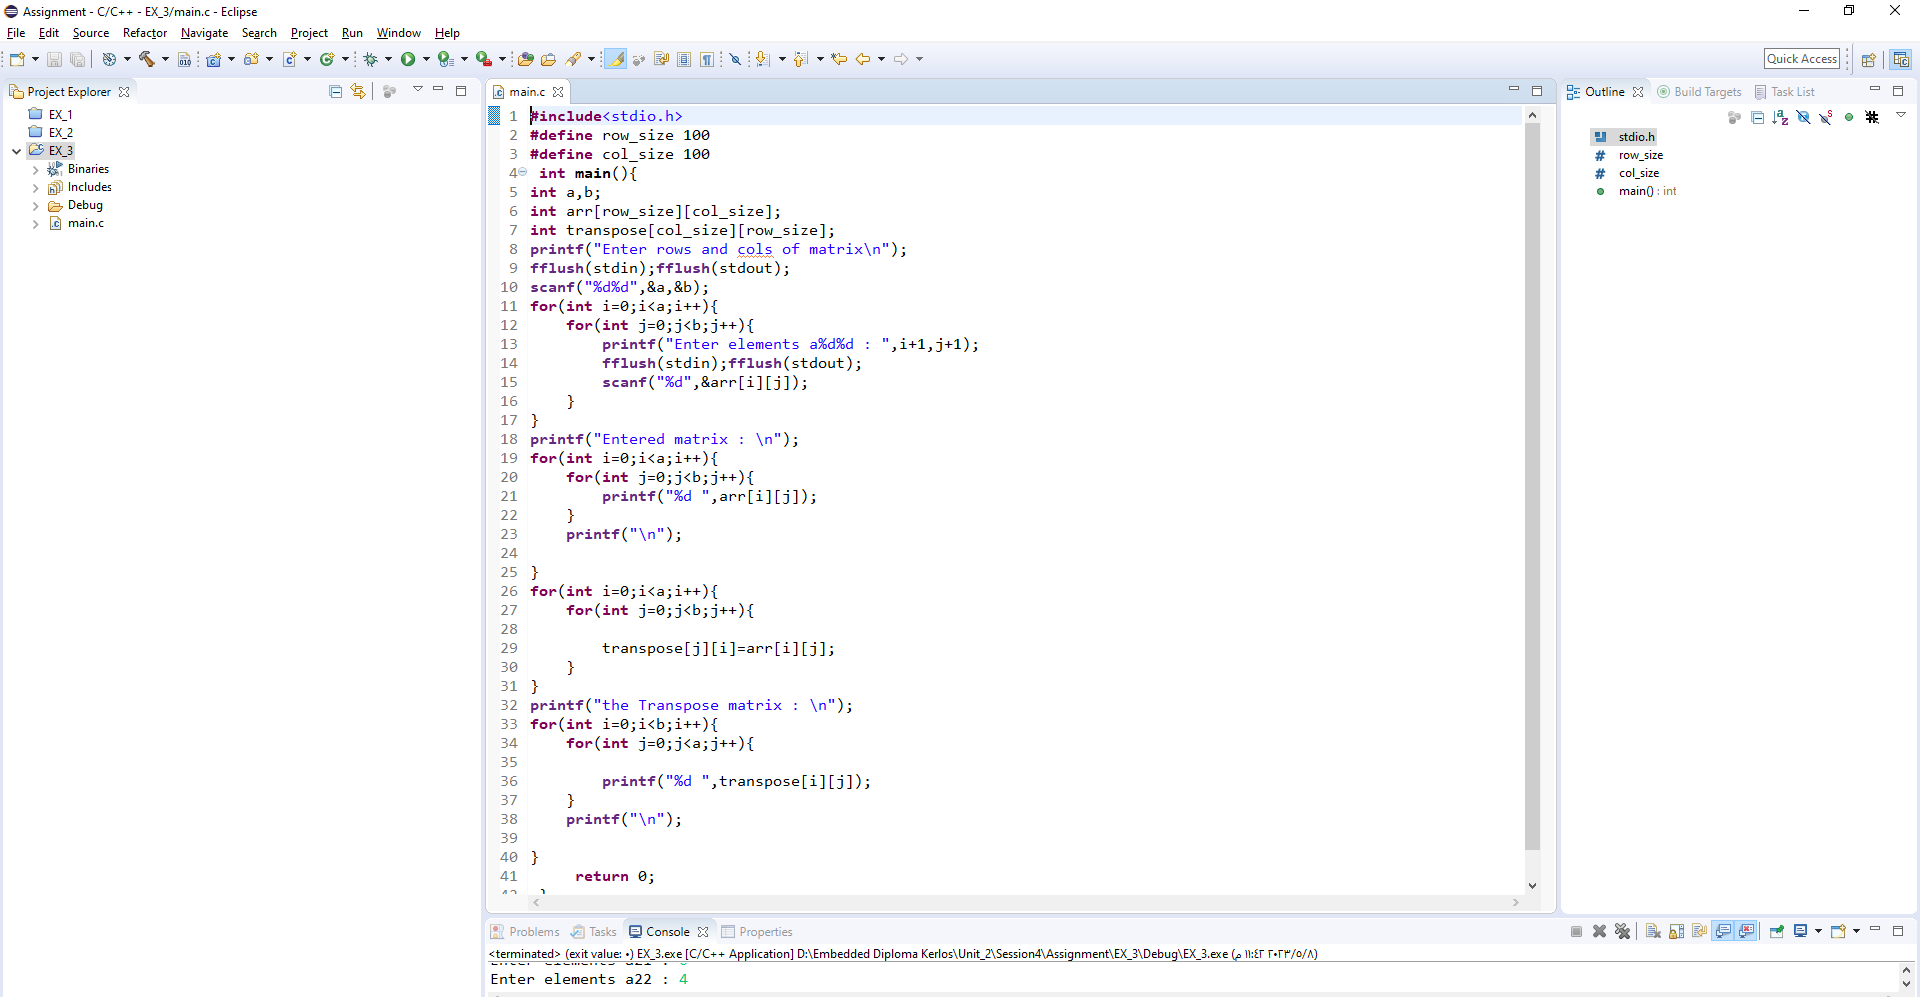 Assignment - C/C++ - EX_3/main.c - Eclipse
File Edit Source Refactor Navigate Search Project Run Window Help
Quick Access
Project Explorer
EX_1
EX_2
EX_3
Binaries
Includes
Debug
main.c
main.c
1 #include<stdio.h>
2 #define row_size 100
3 #define col_size 100
4 int main(){
5 int a,b;
6 int arr[row_size][col_size];
7 int transpose[col_size][row_size];
8 printf("Enter rows and cols of matrix\n");
9 fflush(stdin);fflush(stdout);
10 scanf("%d%d",&a,&b);
11 for(int i=0;i<a;i++){
12 for(int j=0;j<b;j++){
13 printf("Enter elements a%d%d : ",i+1,j+1);
14 fflush(stdin);fflush(stdout);
15 scanf("%d",&arr[i][j]);
16 }
17 }
18 printf("Entered matrix : \n");
19 for(int i=0;i<a;i++){
20 for(int j=0;j<b;j++){
21 printf("%d ",arr[i][j]);
22 }
23 printf("\n");
24
25 }
26 for(int i=0;i<a;i++){
27 for(int j=0;j<b;j++){
28
29 transpose[j][i]=arr[i][j];
30 }
31 }
32 printf("the Transpose matrix : \n");
33 for(int i=0;i<b;i++){
34 for(int j=0;j<a;j++){
35
36 printf("%d ",transpose[i][j]);
37 }
38 printf("\n");
39
40 }
41 return 0;
Outline Build Targets Task List
stdio.h
row_size
col_size
main() : int
Problems Tasks Console Properties
<terminated> (exit value: ٠) EX_3.exe [C/C++ Application] D:\Embedded Diploma Kerlos\Unit_2\Session4\Assignment\EX_3\Debug\EX_3.exe (٢٠٢٣/٥/٨ ١١:٤٢ م)
Enter elements a21 :
Enter elements a22 : 4